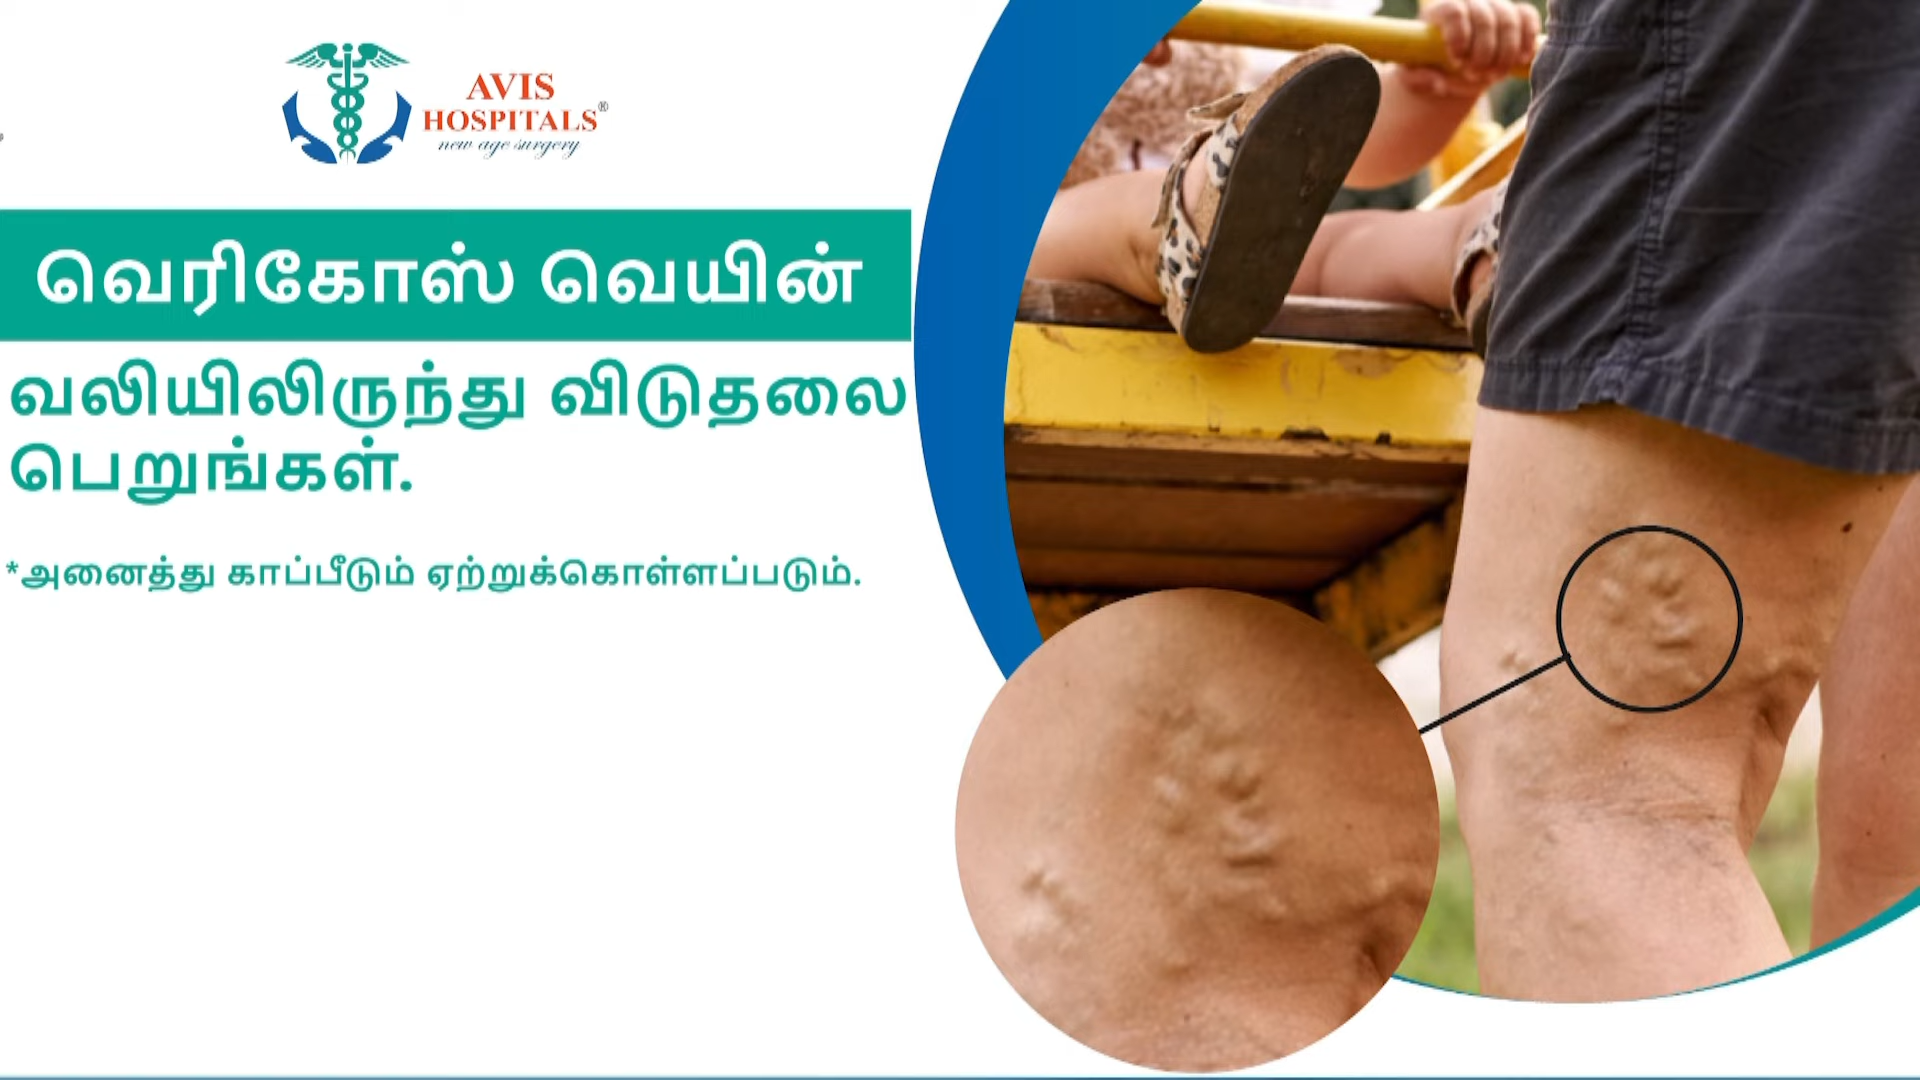 AVIS
HOSPITALS®
new age surgery
வெரிகோஸ் வெயின்
வலியிலிருந்து விடுதலை
பெறுங்கள்.
*அனைத்து காப்பீடும் ஏற்றுக்கொள்ளப்படும்.